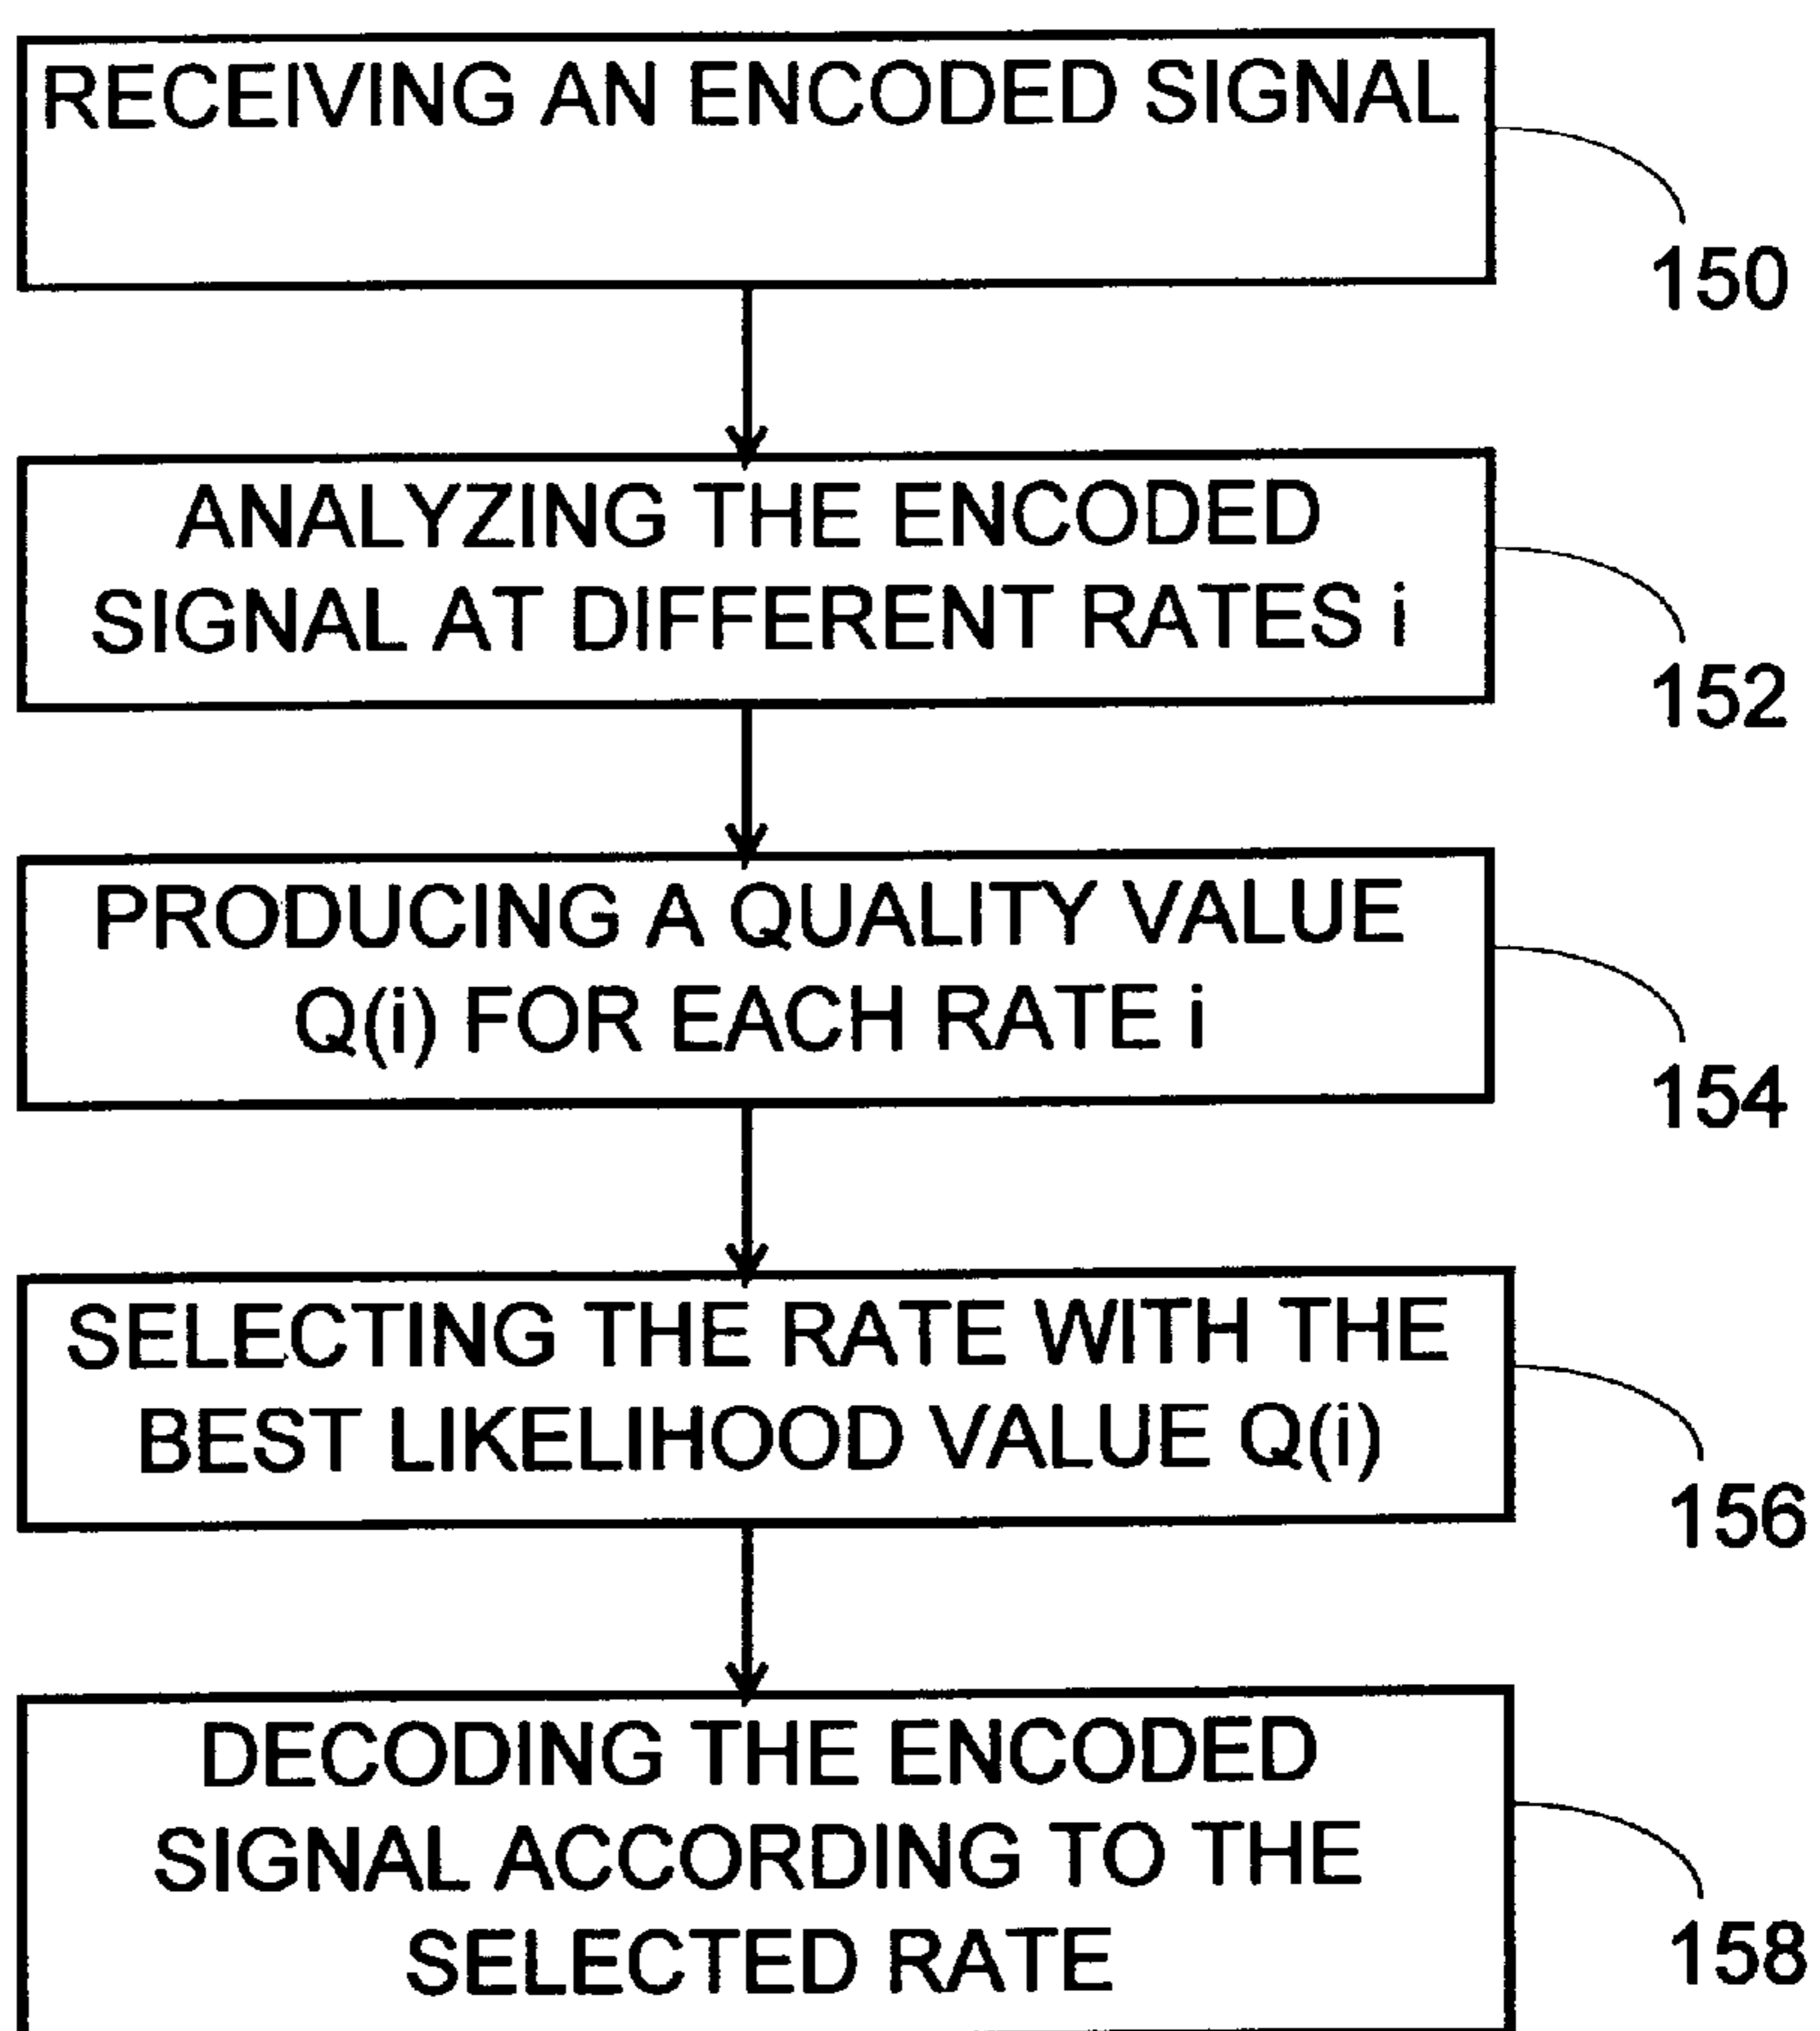 RECEIVING AN ENCODED SIGNAL
150
ANALYZING THE ENCODED
SIGNAL AT DIFFERENT RATES i
152
PRODUCING A QUALITY VALUE
Q(i) FOR EACH RATE i
154
SELECTING THE RATE WITH THE
BEST LIKELIHOOD VALUE Q(i)
156
DECODING THE ENCODED
SIGNAL ACCORDING TO THE
SELECTED RATE
158